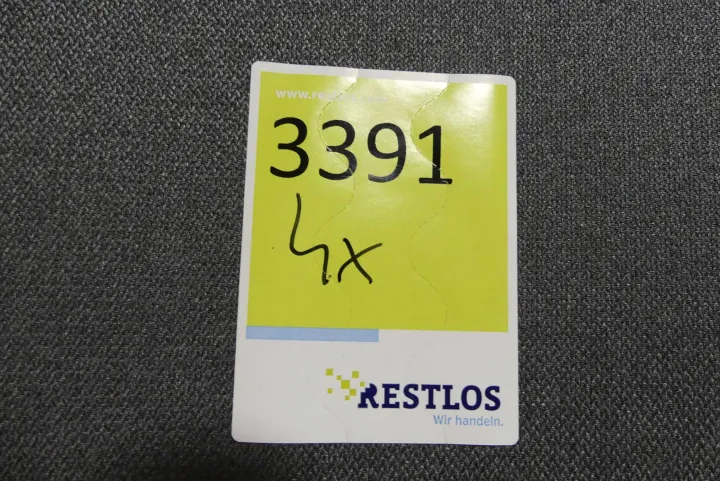 3391
4x
RESTLOS
Wir handeln.